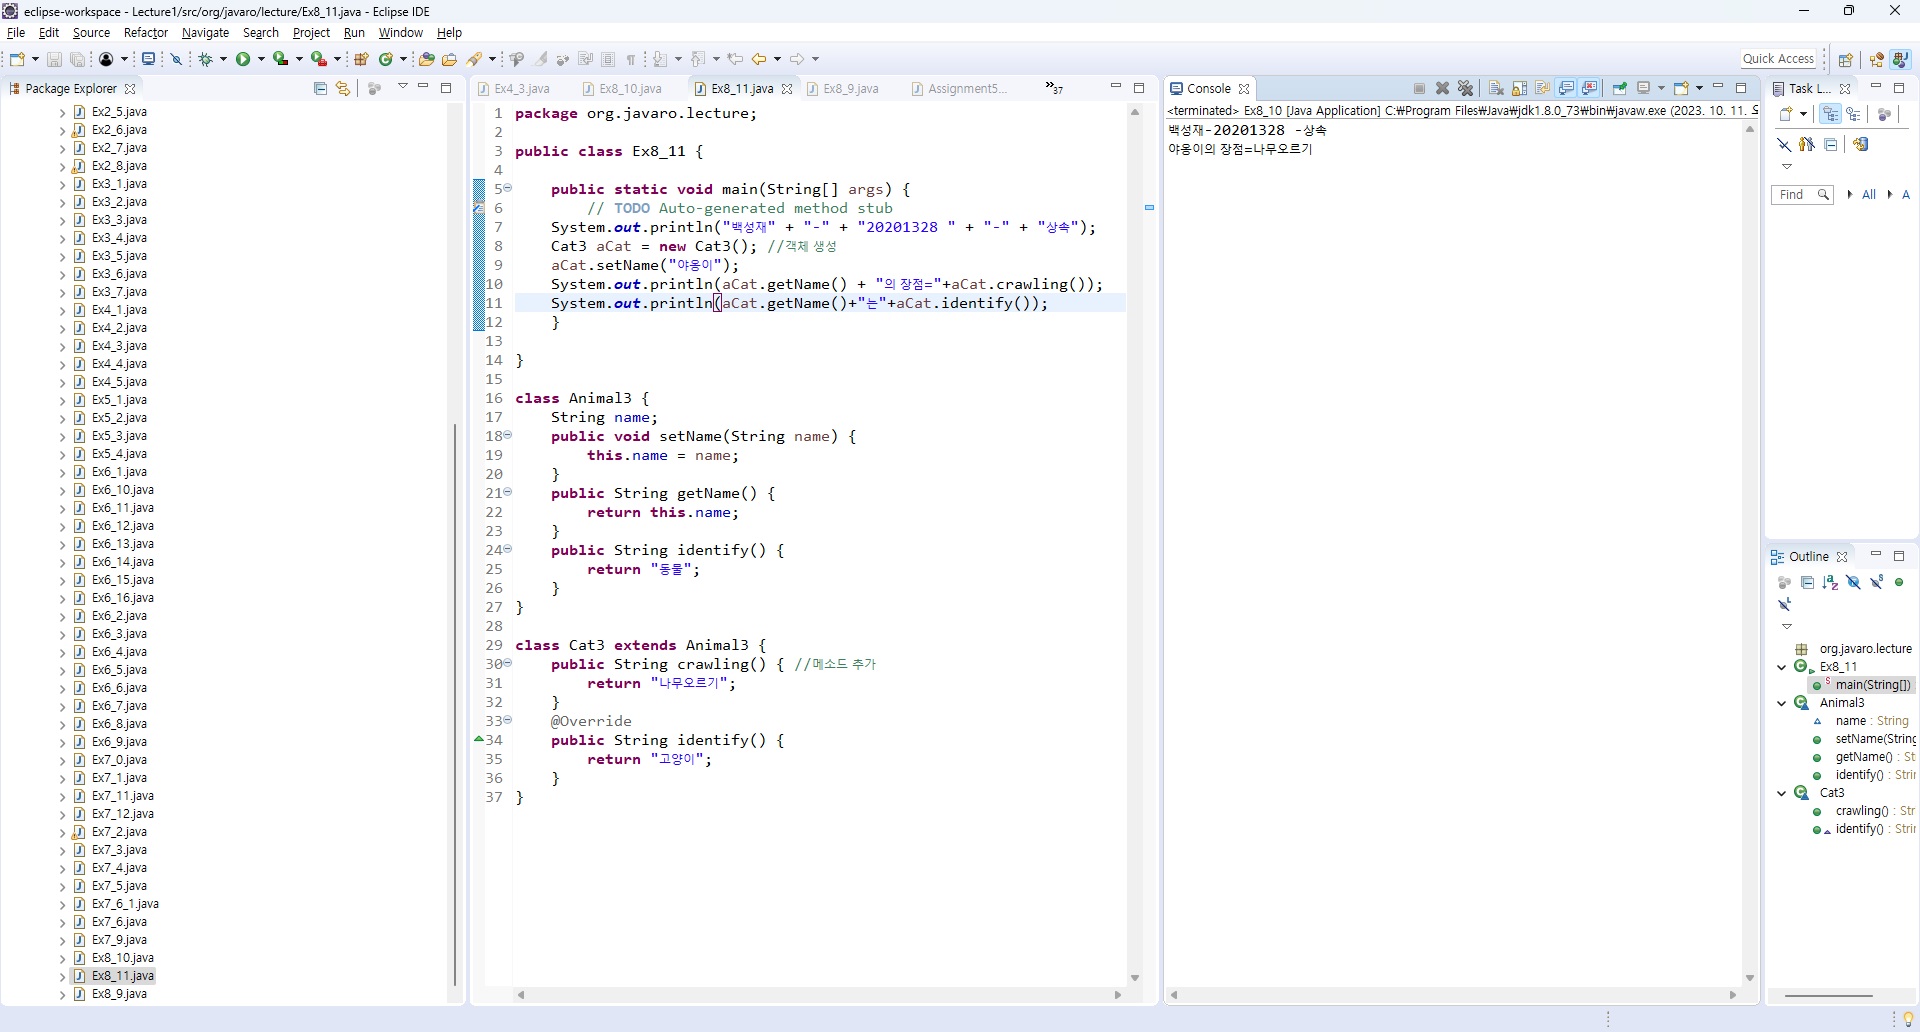 eclipse-workspace - Lecture1/src/org/javaro/lecture/Ex8_11.java - Eclipse IDE
File Edit Source Refactor Navigate Search Project Run Window Help
Quick Access
Package Explorer
Ex2_5.java
Ex2_6.java
Ex2_7.java
Ex2_8.java
Ex3_1.java
Ex3_2.java
Ex3_3.java
Ex3_4.java
Ex3_5.java
Ex3_6.java
Ex3_7.java
Ex4_1.java
Ex4_2.java
Ex4_3.java
Ex4_4.java
Ex4_5.java
Ex5_1.java
Ex5_2.java
Ex5_3.java
Ex5_4.java
Ex6_1.java
Ex6_10.java
Ex6_11.java
Ex6_12.java
Ex6_13.java
Ex6_14.java
Ex6_15.java
Ex6_16.java
Ex6_2.java
Ex6_3.java
Ex6_4.java
Ex6_5.java
Ex6_6.java
Ex6_7.java
Ex6_8.java
Ex6_9.java
Ex7_0.java
Ex7_1.java
Ex7_11.java
Ex7_12.java
Ex7_2.java
Ex7_3.java
Ex7_4.java
Ex7_5.java
Ex7_6_1.java
Ex7_6.java
Ex7_9.java
Ex8_10.java
Ex8_11.java
Ex8_9.java
Ex4_3.java Ex8_10.java Ex8_11.java Ex8_9.java Assignment5... »37
1 package org.javaro.lecture;
2
3 public class Ex8_11 {
4
5 public static void main(String[] args) {
6 // TODO Auto-generated method stub
7 System.out.println("백성재" + "-" + "20201328 " + "-" + "상속");
8 Cat3 aCat = new Cat3(); //객체 생성
9 aCat.setName("야옹이");
10 System.out.println(aCat.getName() + "의 장점="+aCat.crawling());
11 System.out.println(aCat.getName()+"는"+aCat.identify());
12 }
13
14 }
15
16 class Animal3 {
17 String name;
18 public void setName(String name) {
19 this.name = name;
20 }
21 public String getName() {
22 return this.name;
23 }
24 public String identify() {
25 return "동물";
26 }
27 }
28
29 class Cat3 extends Animal3 {
30 public String crawling() { //메소드 추가
31 return "나무오르기";
32 }
33 @Override
34 public String identify() {
35 return "고양이";
36 }
37 }
Console
<terminated> Ex8_10 [Java Application] C:₩Program Files₩Java₩jdk1.8.0_73₩bin₩javaw.exe (2023. 10. 11.
백성재-20201328 -상속
야옹이의 장점=나무오르기
Task L...
Find All A
Outline
org.javaro.lecture
Ex8_11
S main(String[])
Animal3
name : String
setName(String
getName() : St
identify() : Stri
Cat3
crawling() : Str
identify() : Stri